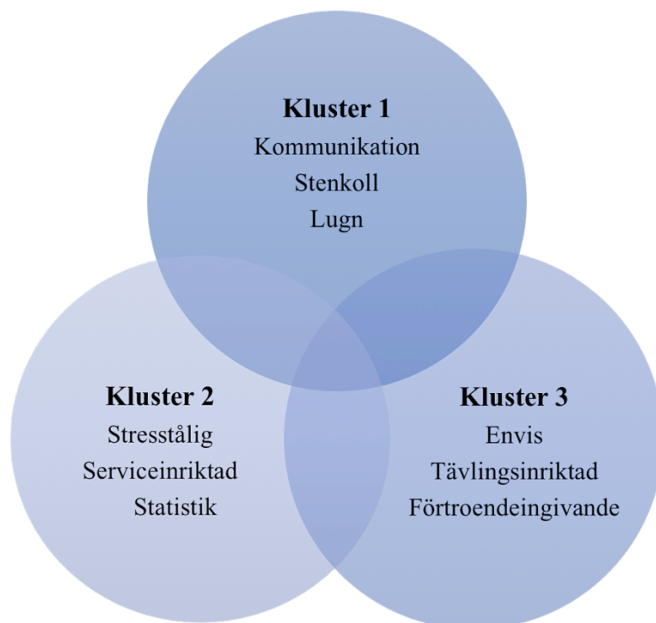 Kluster 1
Kommunikation
Stenkoll
Lugn
Kluster 2
Stresstålig
Serviceinriktad
Statistik
Kluster 3
Envis
Tävlingsinriktad
Förtroendeingivande